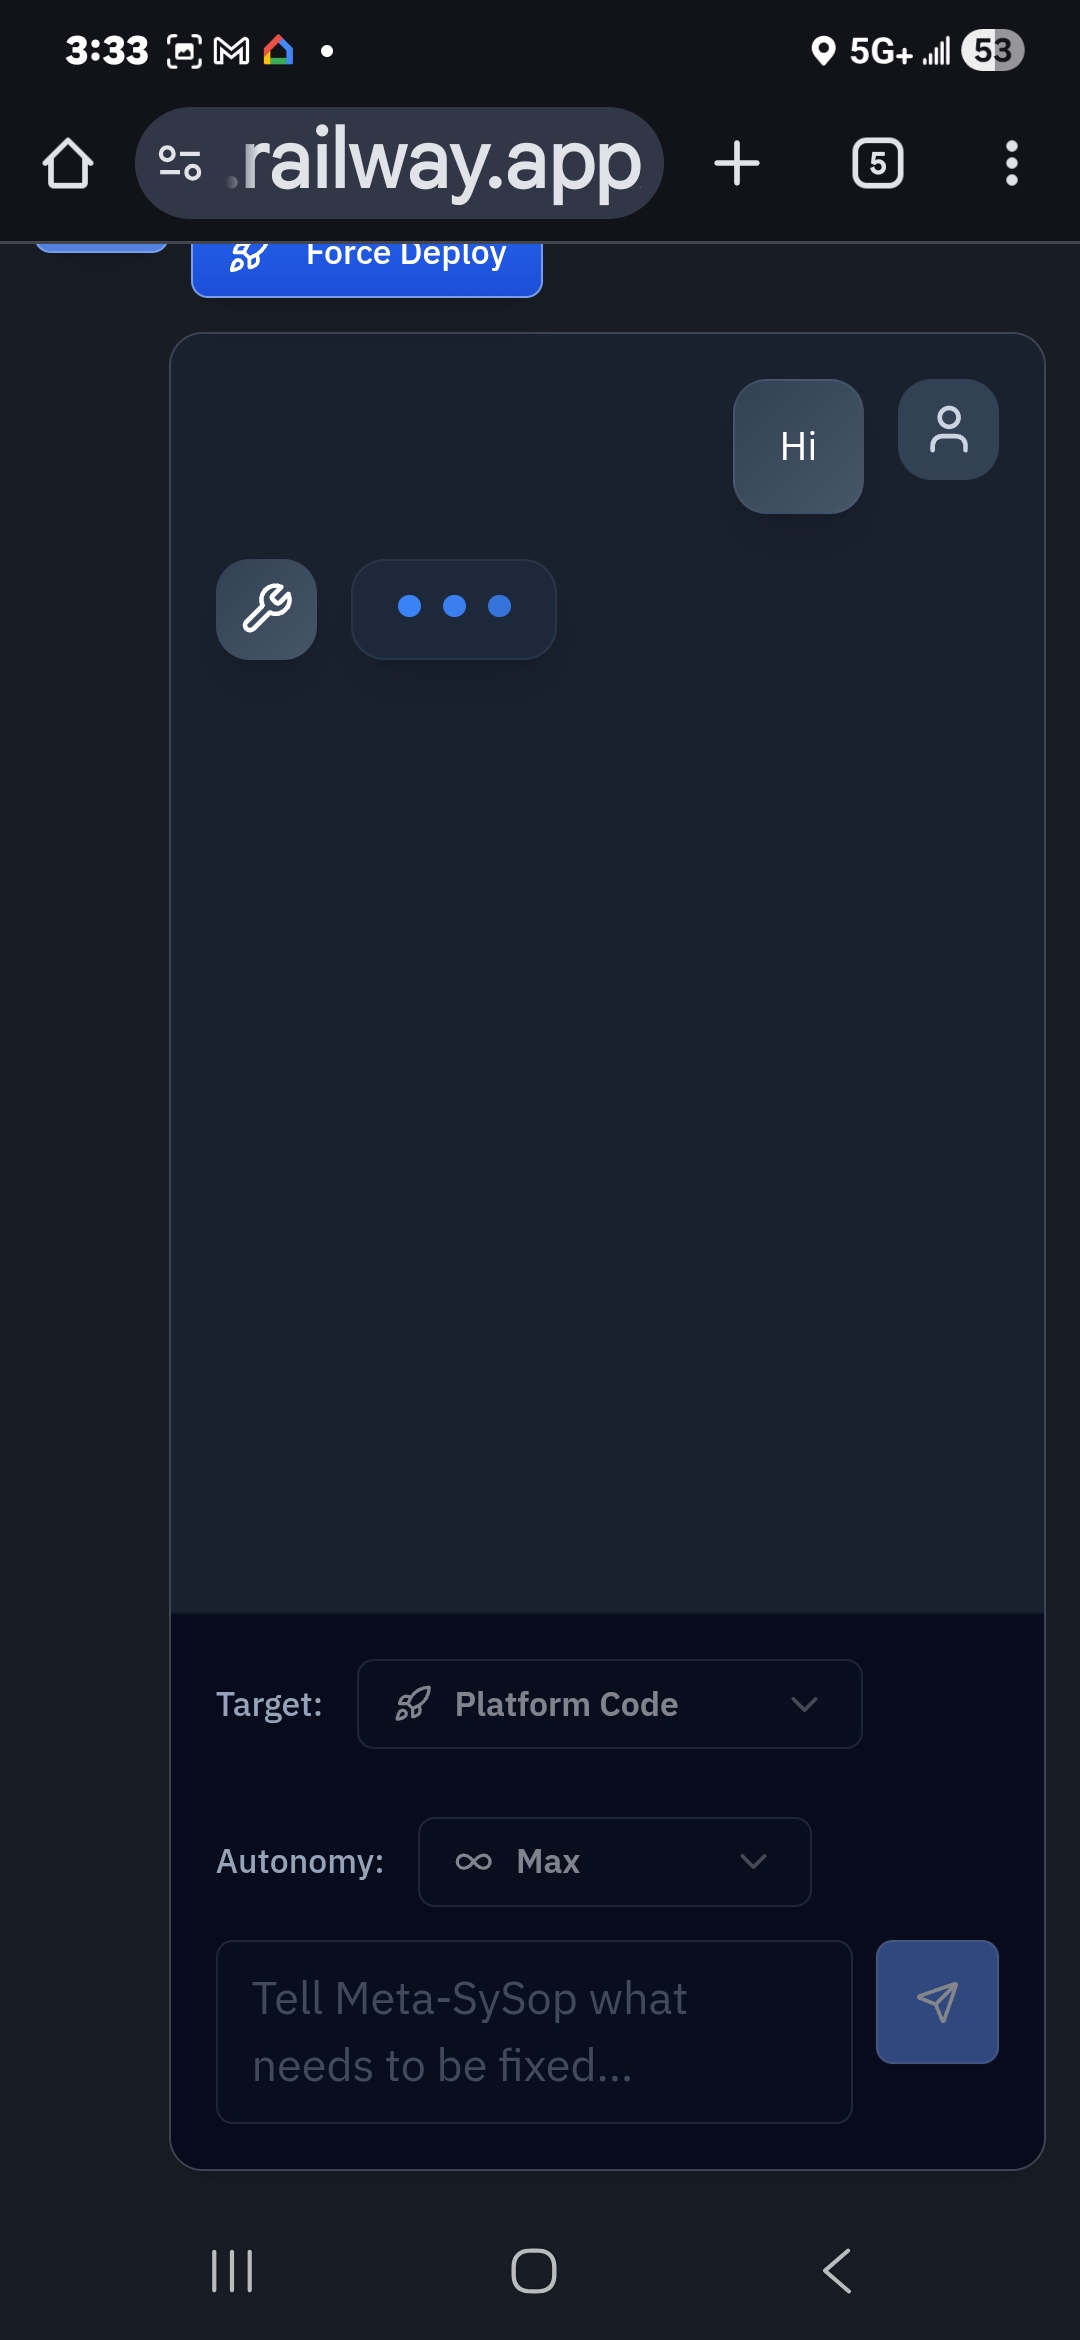 3:33 5G+ 53
.railway.app 5
Force Deploy
Hi
Target: Platform Code
Autonomy: Max
Tell Meta-SySop what
needs to be fixed...